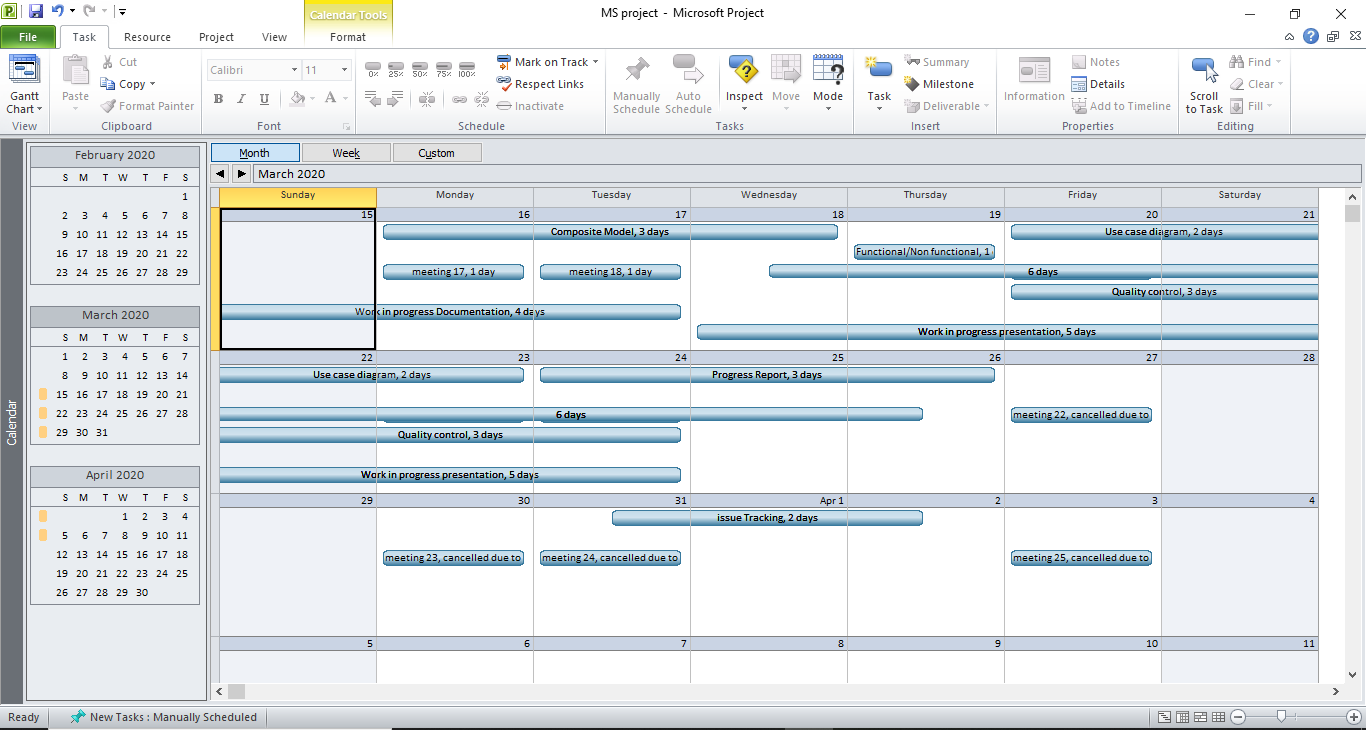 MS project - Microsoft Project
Calendar Tools
File Task Resource Project View Format
Gantt Chart
View
Paste
Cut
Copy
Format Painter
Clipboard
Calibri 11
B I U A
Font
0% 25% 50% 75% 100%
Mark on Track
Respect Links
Inactivate
Schedule
Manually Schedule
Auto Schedule
Inspect
Move
Mode
Tasks
Task
Summary
Milestone
Deliverable
Insert
Information
Notes
Details
Add to Timeline
Properties
Scroll to Task
Find
Clear
Fill
Editing
Calendar
February 2020
S M T W T F S
1
2 3 4 5 6 7 8
9 10 11 12 13 14 15
16 17 18 19 20 21 22
23 24 25 26 27 28 29
March 2020
S M T W T F S
1 2 3 4 5 6 7
8 9 10 11 12 13 14
15 16 17 18 19 20 21
22 23 24 25 26 27 28
29 30 31
April 2020
S M T W T F S
1 2 3 4
5 6 7 8 9 10 11
12 13 14 15 16 17 18
19 20 21 22 23 24 25
26 27 28 29 30
Month Week Custom
March 2020
Sunday Monday Tuesday Wednesday Thursday Friday Saturday
15 16 17 18 19 20 21
Composite Model, 3 days
Use case diagram, 2 days
Functional/Non functional, 1
meeting 17, 1 day
meeting 18, 1 day
6 days
Quality control, 3 days
Work in progress Documentation, 4 days
Work in progress presentation, 5 days
22 23 24 25 26 27 28
Use case diagram, 2 days
Progress Report, 3 days
6 days
meeting 22, cancelled due to
Quality control, 3 days
Work in progress presentation, 5 days
29 30 31 Apr 1 2 3 4
issue Tracking, 2 days
meeting 23, cancelled due to
meeting 24, cancelled due to
meeting 25, cancelled due to
5 6 7 8 9 10 11
Ready
New Tasks : Manually Scheduled